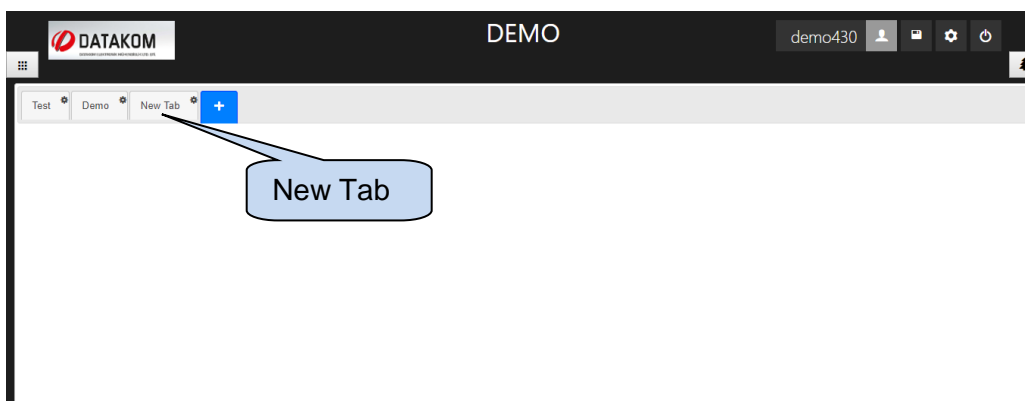 DATAKOM
DEMO
demo430
Test
Demo
New Tab
+
New Tab